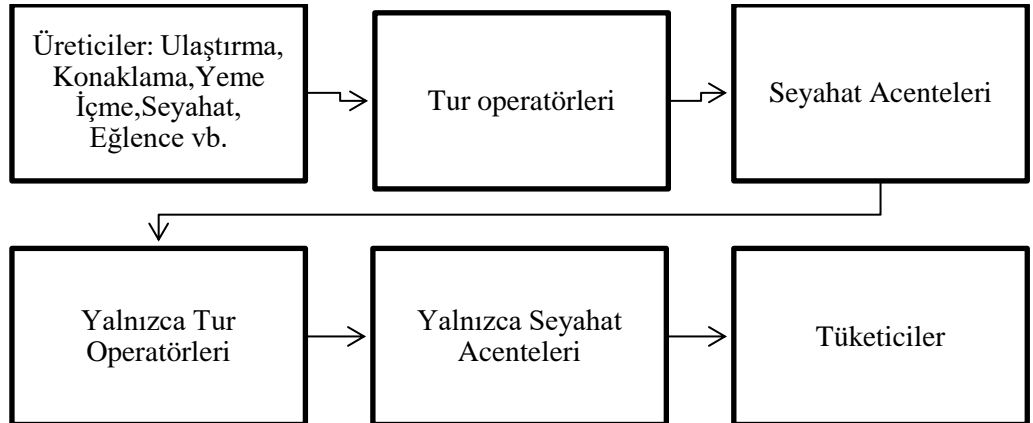 Üreticiler: Ulaştırma,
Konaklama,Yeme
İçme,Seyahat,
Eğlence vb.
Tur operatörleri
Seyahat Acenteleri
Yalnızca Tur
Operatörleri
Yalnızca Seyahat
Acenteleri
Tüketiciler